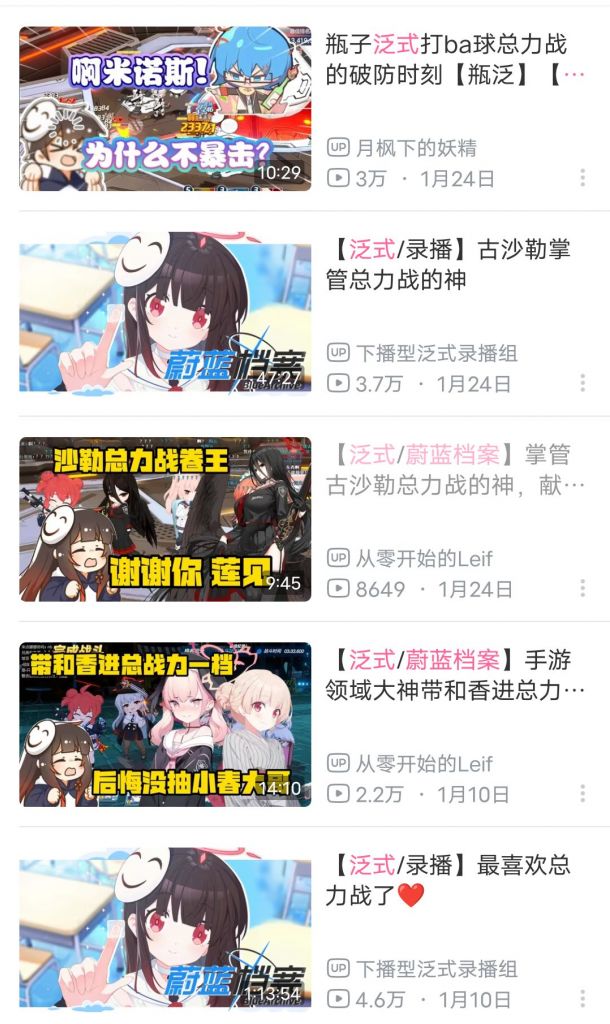 啊米诺斯!
为什么不暴击?
10:29
瓶子泛式打ba球总力战
的破防时刻【瓶泛】【…
UP 月枫下的妖精
3万 · 1月24日
蔚蓝档案
BlueArchive
47:27
【泛式/录播】古沙勒掌
管总力战的神
UP 下播型泛式录播组
3.7万 · 1月24日
沙勒总力战卷王
谢谢你 莲见
9:45
【泛式/蔚蓝档案】掌管
古沙勒总力战的神，献…
UP 从零开始的Leif
8649 · 1月24日
完成战斗
03:33.600
带和香进总战力一档
后悔没抽小春大哥
14:10
【泛式/蔚蓝档案】手游
领域大神带和香进总力…
UP 从零开始的Leif
2.2万 · 1月10日
蔚蓝档案
BlueArchive
1:13:54
【泛式/录播】最喜欢总
力战了❤️
UP 下播型泛式录播组
4.6万 · 1月10日